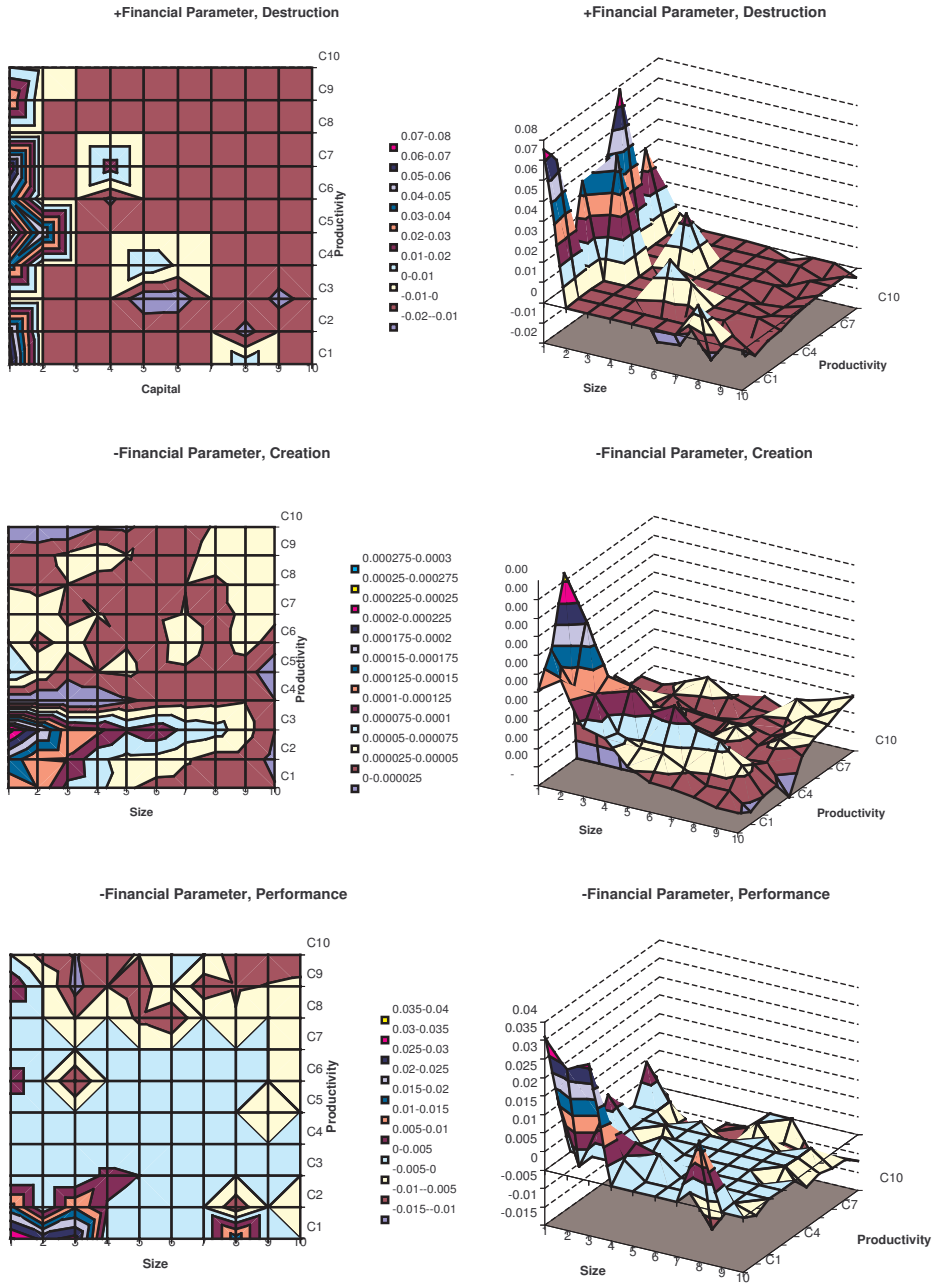 +Financial Parameter, Destruction
C10
C9
C8
C7
C6
C5
C4
C3
C2
C1
Productivity
1 2 3 4 5 6 7 8 9 10
Capital
0.07-0.08
0.06-0.07
0.05-0.06
0.04-0.05
0.03-0.04
0.02-0.03
0.01-0.02
0-0.01
-0.01-0
-0.02--0.01
+Financial Parameter, Destruction
0.08
0.07
0.06
0.05
0.04
0.03
0.02
0.01
0
-0.01
-0.02
1 2 3 4 5 6 7 8 9 10
Size
C1
C4
C7
C10
Productivity
-Financial Parameter, Creation
C10
C9
C8
C7
C6
C5
C4
C3
C2
C1
Productivity
1 2 3 4 5 6 7 8 9 10
Size
0.000275-0.0003
0.00025-0.000275
0.000225-0.00025
0.0002-0.000225
0.000175-0.0002
0.00015-0.000175
0.000125-0.00015
0.0001-0.000125
0.000075-0.0001
0.00005-0.000075
0.000025-0.00005
0-0.000025
-Financial Parameter, Creation
0.00
0.00
0.00
0.00
0.00
0.00
0.00
0.00
0.00
0.00
0.00
-
1 2 3 4 5 6 7 8 9 10
Size
C1
C4
C7
C10
Productivity
-Financial Parameter, Performance
C10
C9
C8
C7
C6
C5
C4
C3
C2
C1
Productivity
1 2 3 4 5 6 7 8 9 10
Size
0.035-0.04
0.03-0.035
0.025-0.03
0.02-0.025
0.015-0.02
0.01-0.015
0.005-0.01
0-0.005
-0.005-0
-0.01--0.005
-0.015--0.01
-Financial Parameter, Performance
0.04
0.035
0.03
0.025
0.02
0.015
0.01
0.005
0
-0.005
-0.01
-0.015
1 2 3 4 5 6 7 8 9 10
Size
C1
C4
C7
C10
Productivity